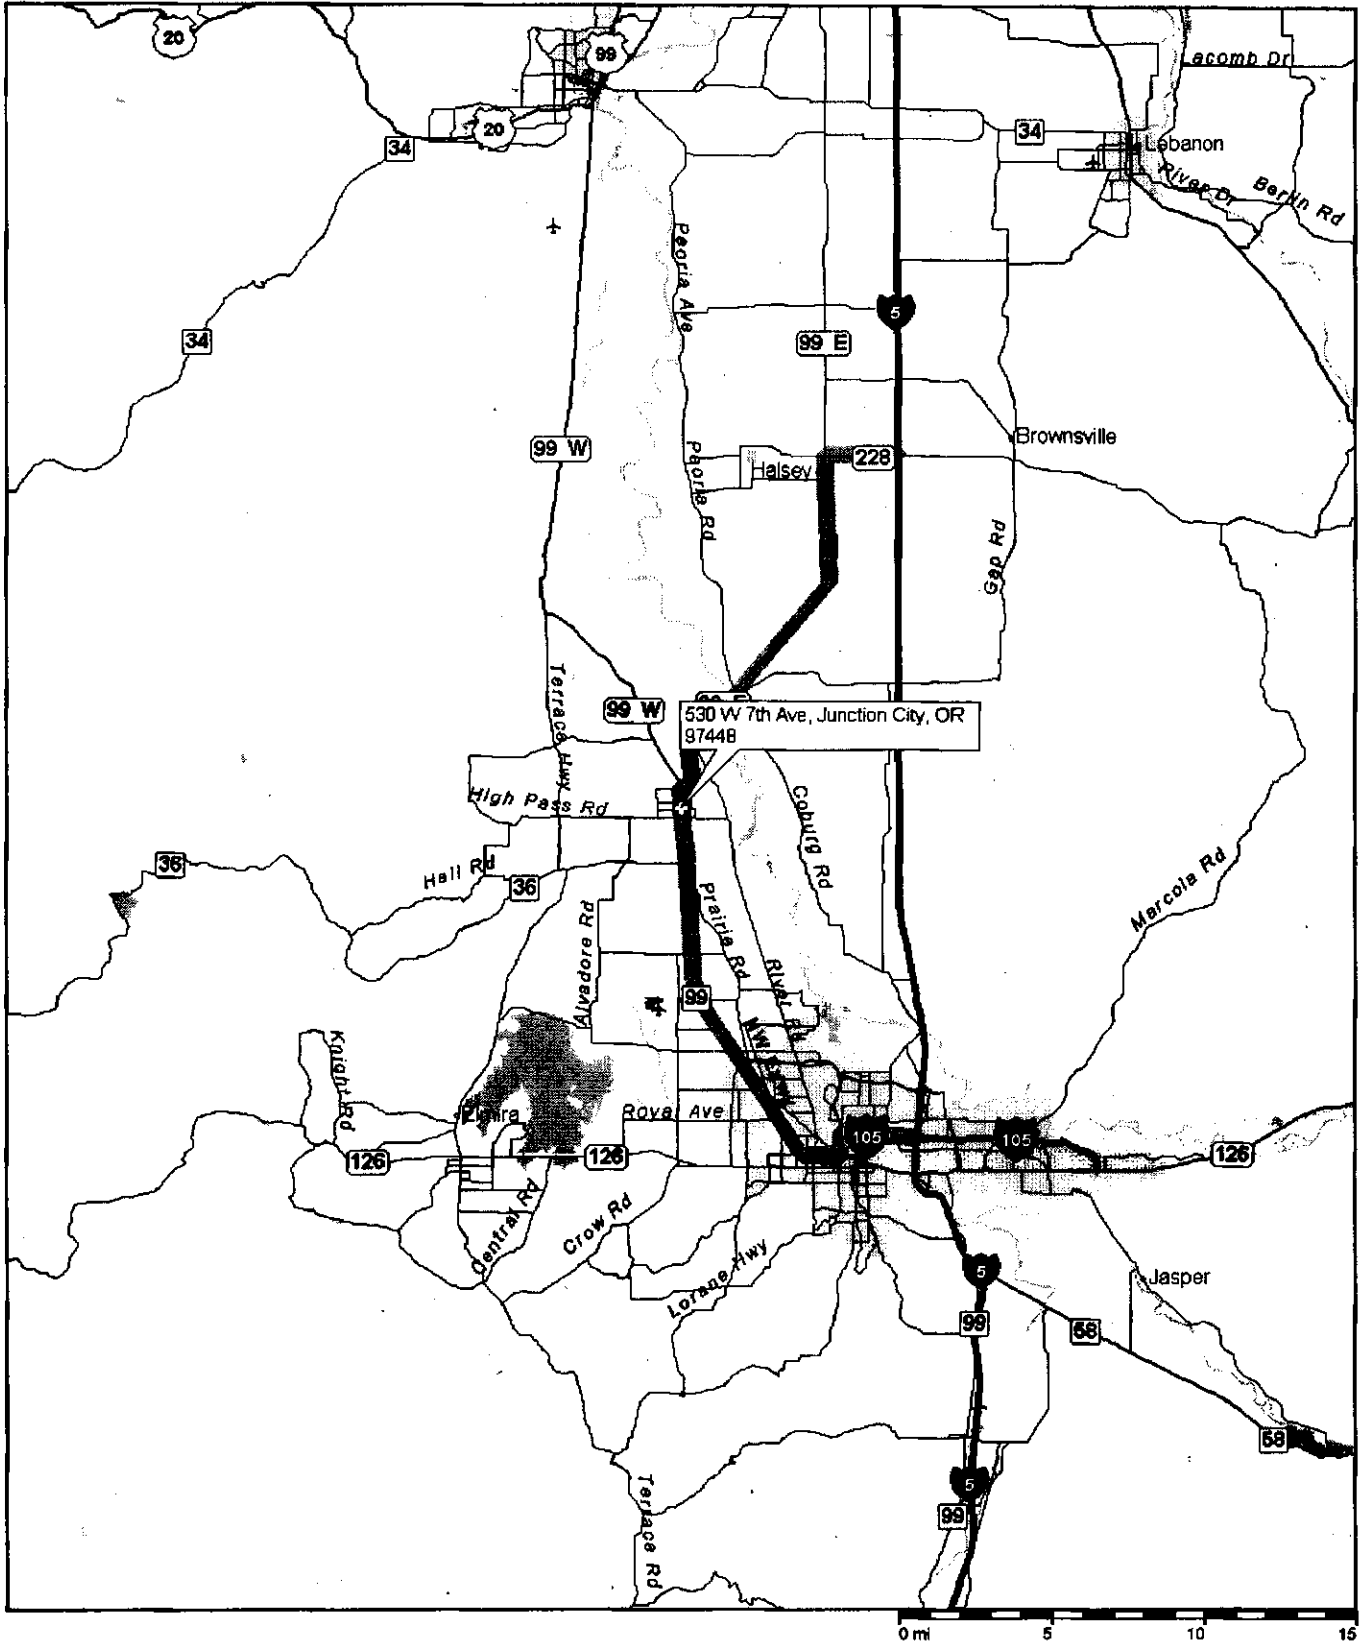 20
99
acomb Dr
20
34
34
Lebanon
River Dr
Berlin Rd
Peoria Ave
5
34
99 E
99 W
Brownsville
228
Halsey
Peoria Rd
Gap Rd
Terrace Hwy
99 W
530 W 7th Ave, Junction City, OR
97448
High Pass Rd
Coburg Rd
36
Hall Rd
36
Marcola Rd
Prairie Rd
Alvadore Rd
River Rd
99
Knight Rd
Elmira
Royal Ave
105
105
126
126
126
Central Rd
Crow Rd
Lorane Hwy
5
Jasper
99
58
58
5
99
Terrace Rd
0 mi
5
10
15